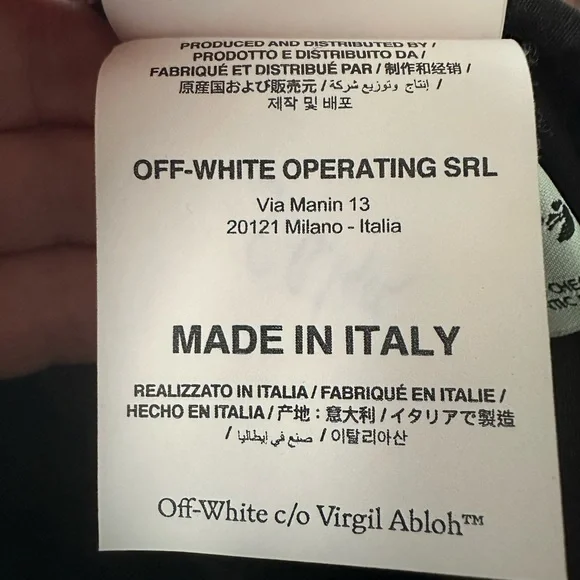 PRODUCED AND DISTRIBUTED BY /
PRODOTTO E DISTRIBUITO DA /
FABRIQUÉ ET DISTRIBUÉ PAR / 制作和经销 /
原産国および販売元 / إنتاج وتوزيع شركة /
제작 및 배포
OFF-WHITE OPERATING SRL
Via Manin 13
20121 Milano - Italia
MADE IN ITALY
REALIZZATO IN ITALIA / FABRIQUÉ EN ITALIE /
HECHO EN ITALIA / 产地：意大利 / イタリアで製造
/ صنع في إيطاليا / 이탈리아산
Off-White c/o Virgil Abloh™